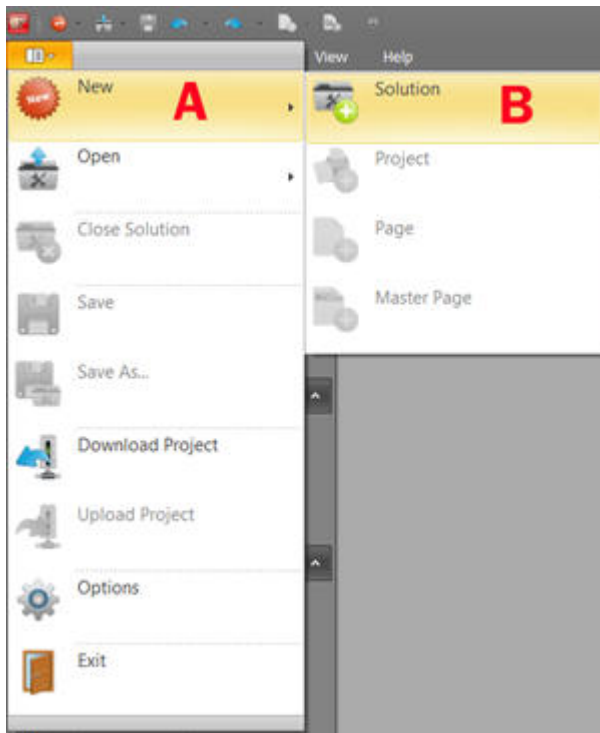 View Help
New A
Solution B
New
Open
Project
Close Solution
Page
Save
Master Page
Save As...
Download Project
Upload Project
Options
Exit